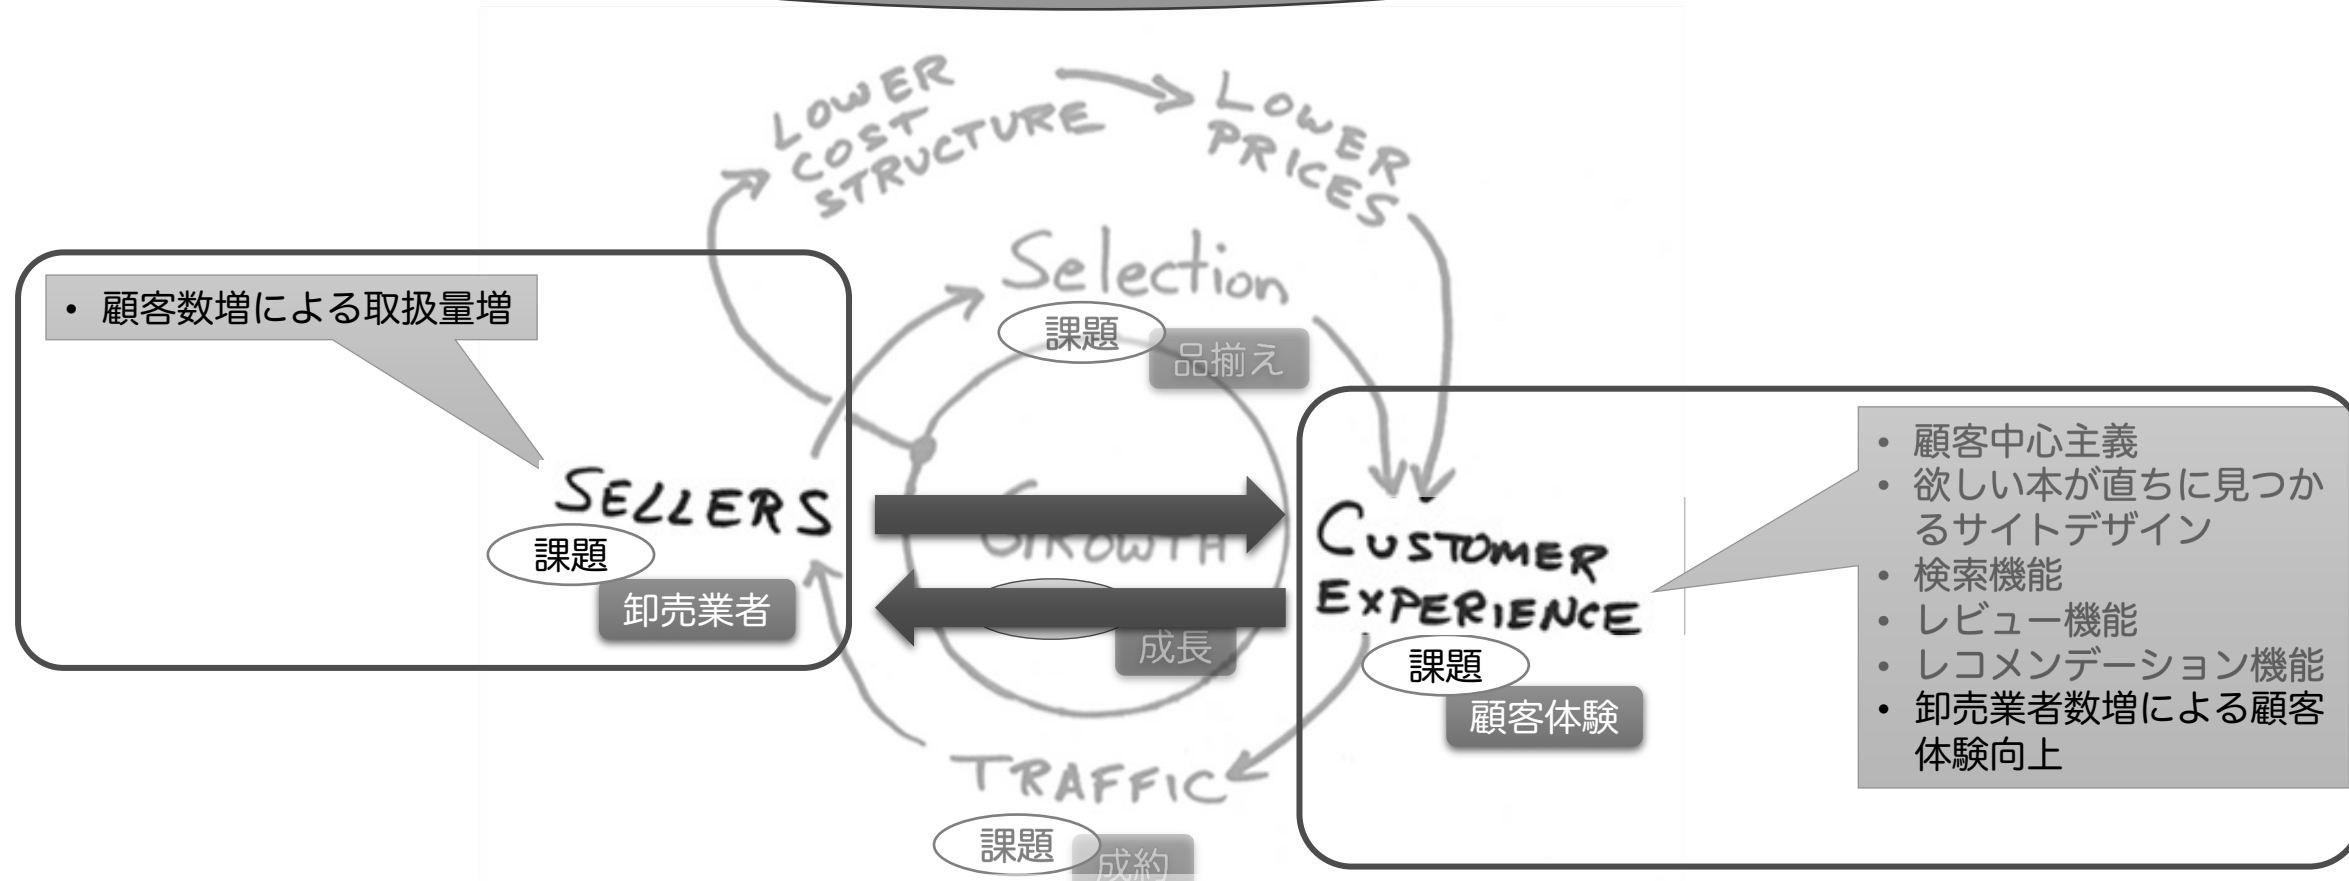 LOWER
COST
STRUCTURE
LOWER
PRICES
Selection
課題
品揃え
• 顧客数増による取扱量増
SELLERS
課題
卸売業者
GROWTH
成長
CUSTOMER
EXPERIENCE
課題
顧客体験
• 顧客中心主義
• 欲しい本が直ちに見つか
るサイトデザイン
• 検索機能
• レビュー機能
• レコメンデーション機能
• 卸売業者数増による顧客
体験向上
TRAFFIC
課題
成約